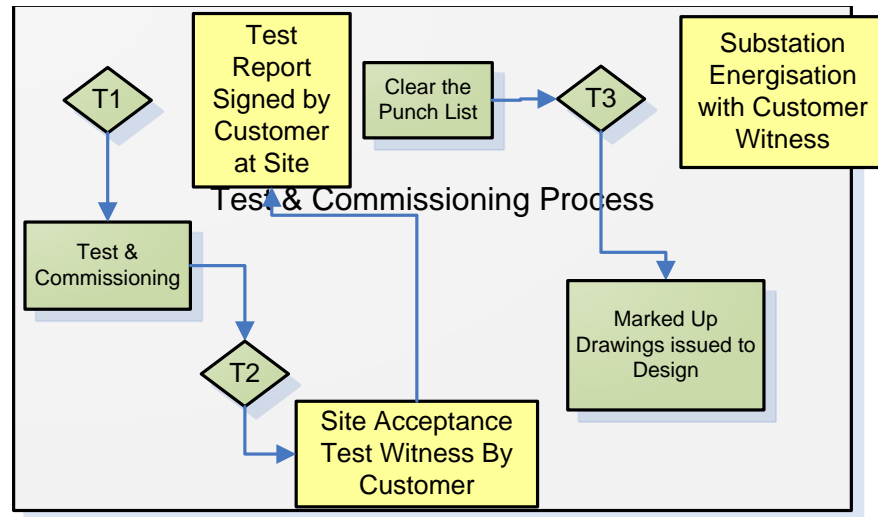 T1
Test
Report
Signed by
Customer
at Site
Clear the
Punch List
T3
Substation
Energisation
with Customer
Witness
Test & Commissioning Process
Test &
Commissioning
T2
Site Acceptance
Test Witness By
Customer
Marked Up
Drawings issued to
Design